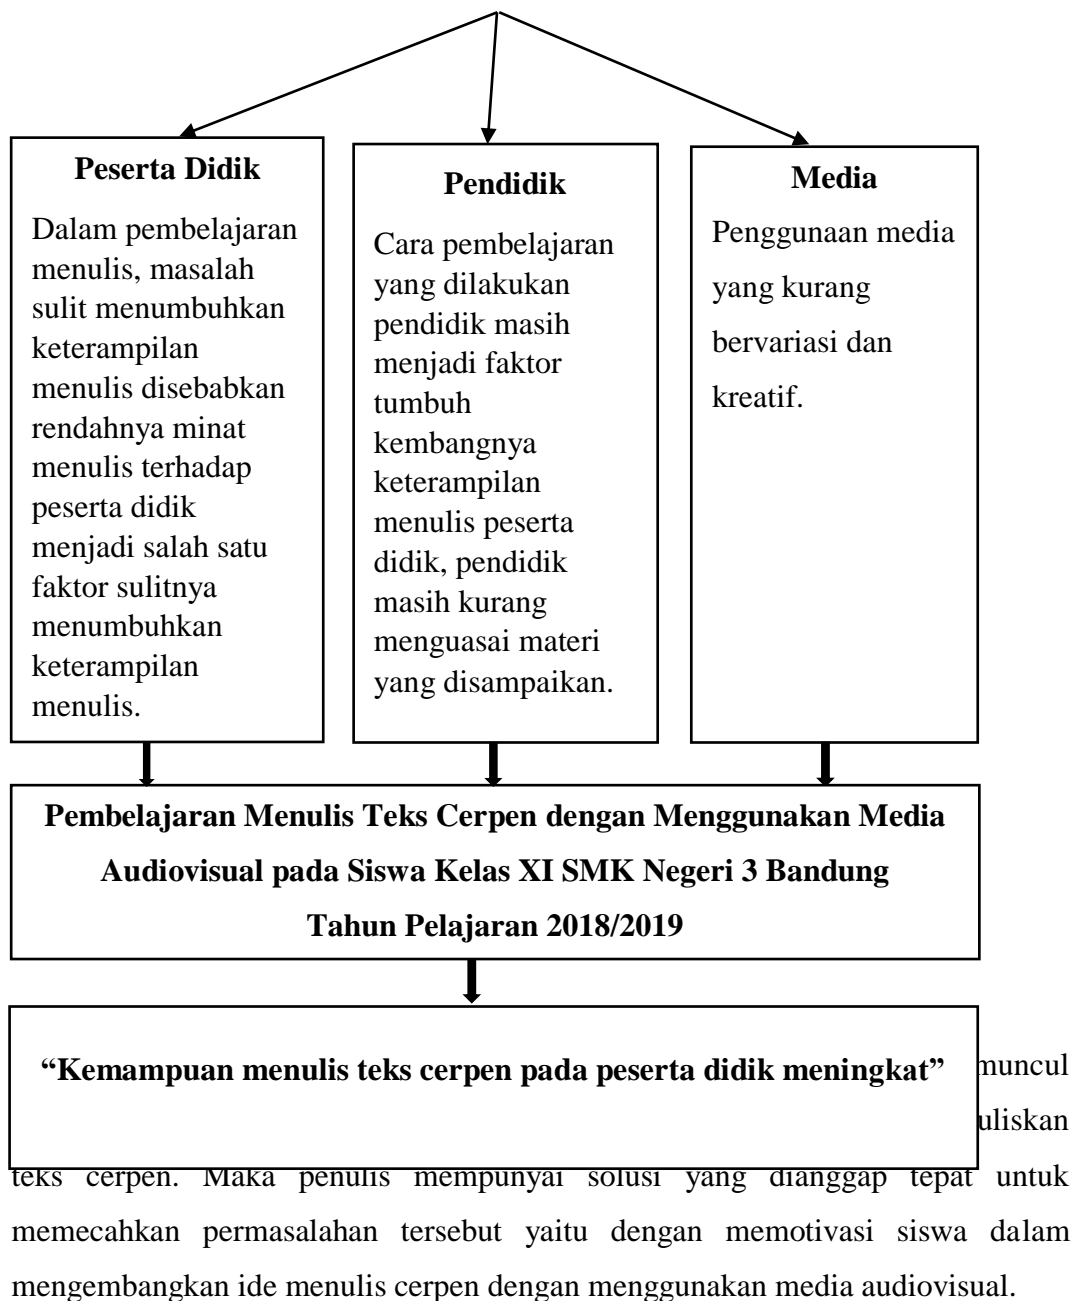 Peserta Didik
Dalam pembelajaran
menulis, masalah
sulit menumbuhkan
keterampilan
menulis disebabkan
rendahnya minat
menulis terhadap
peserta didik
menjadi salah satu
faktor sulitnya
menumbuhkan
keterampilan
menulis.
Pendidik
Cara pembelajaran
yang dilakukan
pendidik masih
menjadi faktor
tumbuh
kembangnya
keterampilan
menulis peserta
didik, pendidik
masih kurang
menguasai materi
yang disampaikan.
Media
Penggunaan media
yang kurang
bervariasi dan
kreatif.
Pembelajaran Menulis Teks Cerpen dengan Menggunakan Media
Audiovisual pada Siswa Kelas XI SMK Negeri 3 Bandung
Tahun Pelajaran 2018/2019
“Kemampuan menulis teks cerpen pada peserta didik meningkat”
muncul
uliskan
teks cerpen. Maka penulis mempunyai solusi yang dianggap tepat untuk
memecahkan permasalahan tersebut yaitu dengan memotivasi siswa dalam
mengembangkan ide menulis cerpen dengan menggunakan media audiovisual.